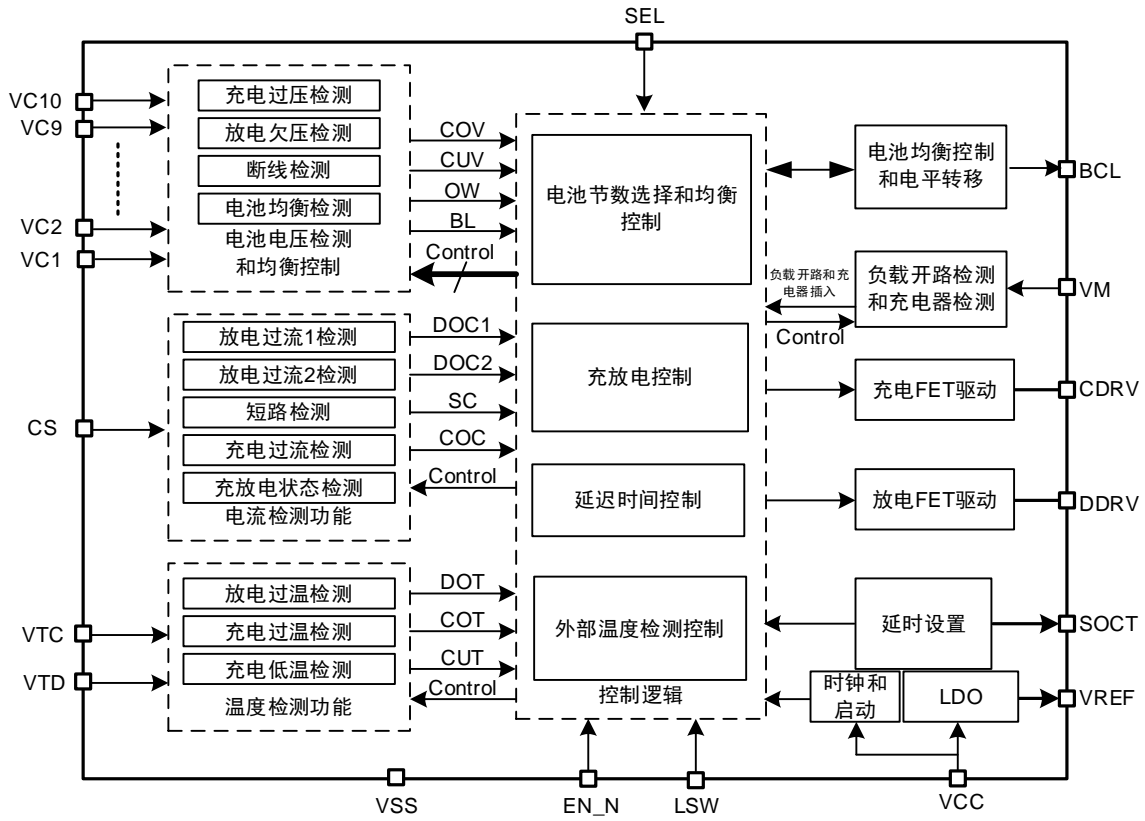 SEL
VC10
VC9
VC2
VC1
充电过压检测
放电欠压检测
断线检测
电池均衡检测
电池电压检测
和均衡控制
COV
CUV
OW
BL
Control
电池节数选择和均衡
控制
电池均衡控制
和电平转移
BCL
负载开路和充
电器插入
Control
负载开路检测
和充电器检测
VM
CS
放电过流1检测
放电过流2检测
短路检测
充电过流检测
充放电状态检测
电流检测功能
DOC1
DOC2
SC
COC
Control
充放电控制
延迟时间控制
充电FET驱动
CDRV
放电FET驱动
DDRV
VTC
VTD
放电过温检测
充电过温检测
充电低温检测
温度检测功能
DOT
COT
CUT
Control
外部温度检测控制
控制逻辑
延时设置
SOCT
时钟和
启动
LDO
VREF
VSS
EN_N
LSW
VCC